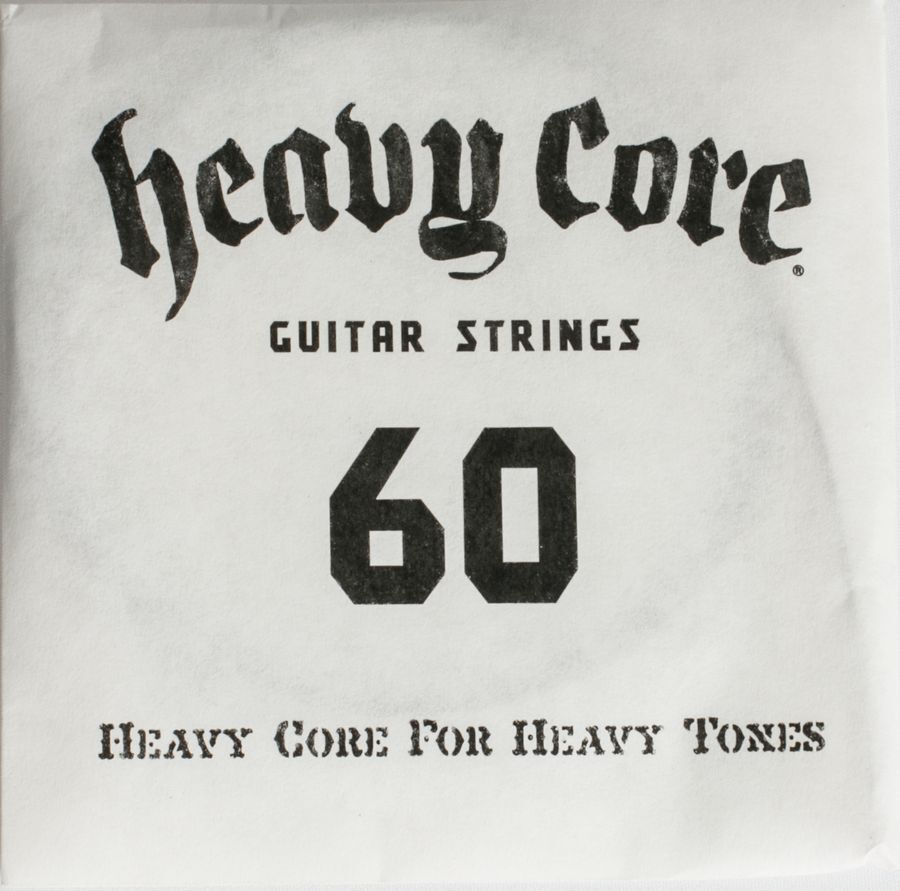 heavy Core®
GUITAR STRINGS
60
HEAVY CORE FOR HEAVY TONES